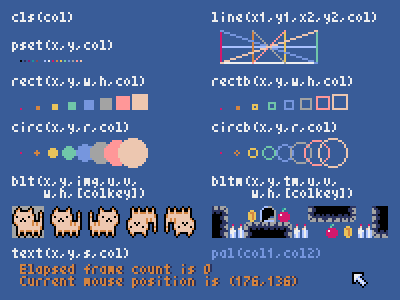 cls(col)
line(x1,y1,x2,y2,col)
pset(x,y,col)
rect(x,y,w,h,col)
rectb(x,y,w,h,col)
circ(x,y,r,col)
circb(x,y,r,col)
blt(x,y,img,u,v,
w,h,[colkey])
bltm(x,y,tm,u,v,
w,h,[colkey])
text(x,y,s,col)
pal(col1,col2)
Elapsed frame count is 0
Current mouse position is (176,136)